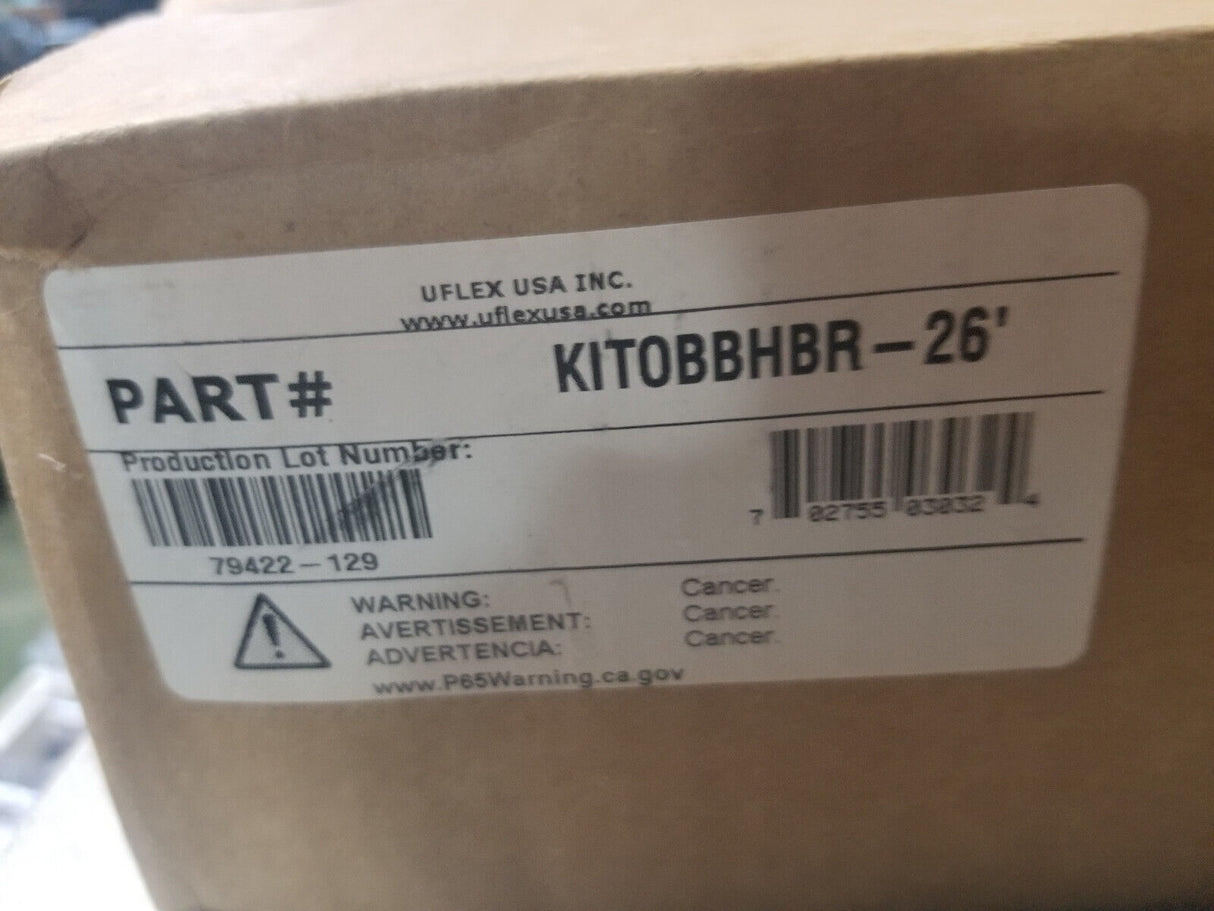 UFLEX USA INC.
www.uflexusa.com
PART# KITOBBHBR-26'
Production Lot Number:
79422-129
7 02755 03032 4
WARNING: Cancer.
AVERTISSEMENT: Cancer.
ADVERTENCIA: Cancer.
www.P65Warning.ca.gov